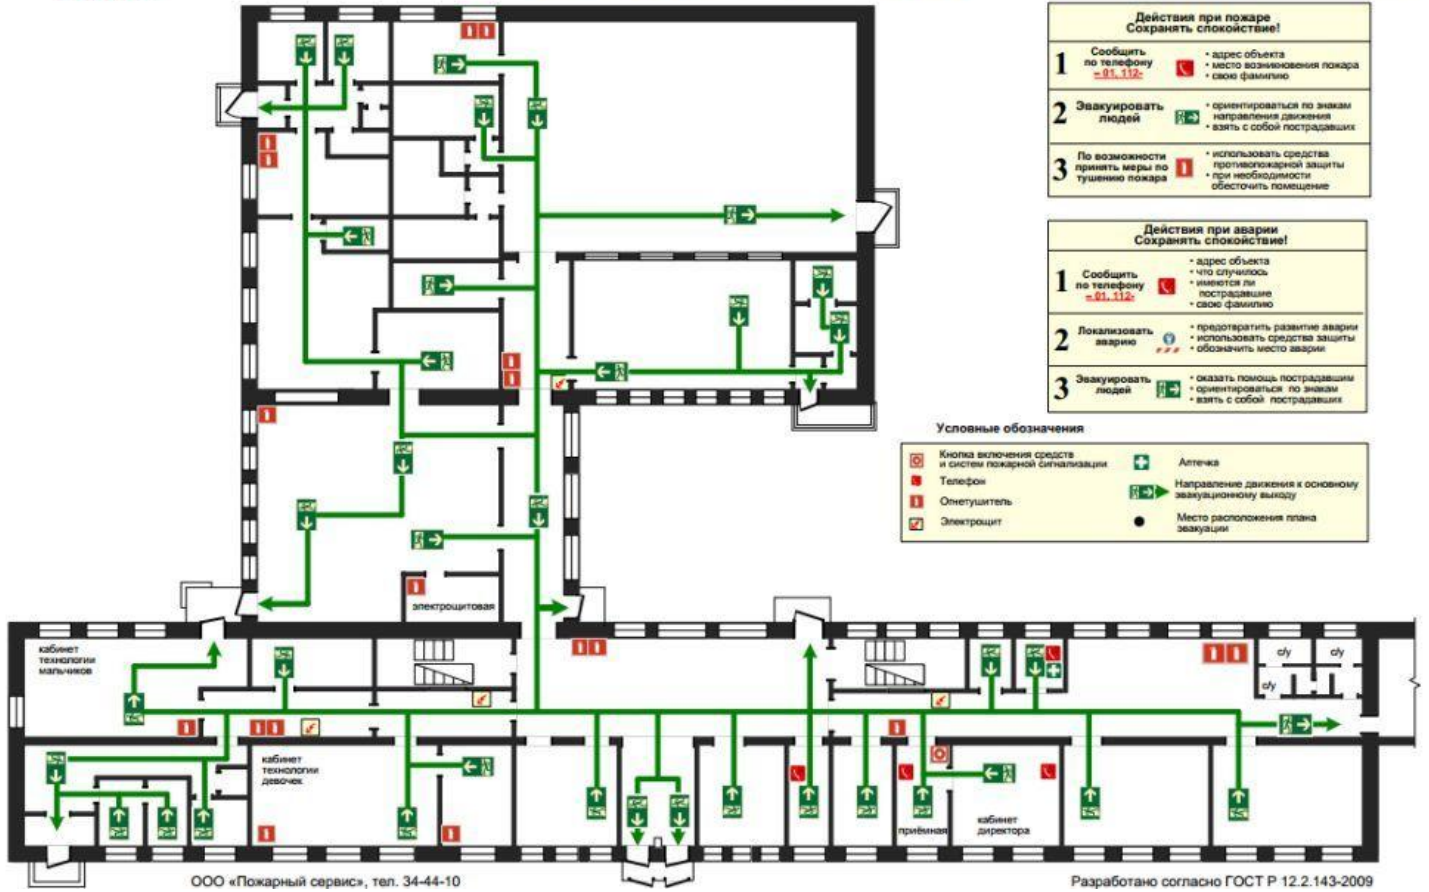 Действия при пожаре
Сохранять спокойствие!
1
Сообщить
по телефону
- 01, 112-
• адрес объекта
• место возникновения пожара
• свою фамилию
2
Эвакуировать
людей
• ориентироваться по знакам
направления движения
• взять с собой пострадавших
3
По возможности
принять меры по
тушению пожара
• использовать средства
противопожарной защиты
• при необходимости
обесточить помещение
Действия при аварии
Сохранять спокойствие!
1
Сообщить
по телефону
- 01, 112-
• адрес объекта
• что случилось
• имеются ли
пострадавшие
• свою фамилию
2
Локализовать
аварию
• предотвратить развитие аварии
• использовать средства защиты
• обозначить место аварии
3
Эвакуировать
людей
• оказать помощь пострадавшим
• ориентироваться по знакам
• взять с собой пострадавших
Условные обозначения
Кнопка включения средств
и систем пожарной сигнализации
Телефон
Огнетушитель
Электрощит
Аптечка
Направление движения к основному
эвакуационному выходу
Место расположения плана
эвакуации
электрощитовая
кабинет
технологии
мальчиков
с/у
с/у
с/у
кабинет
технологии
девочек
приёмная
кабинет
директора
ООО «Пожарный сервис», тел. 34-44-10
Разработано согласно ГОСТ Р 12.2.143-2009